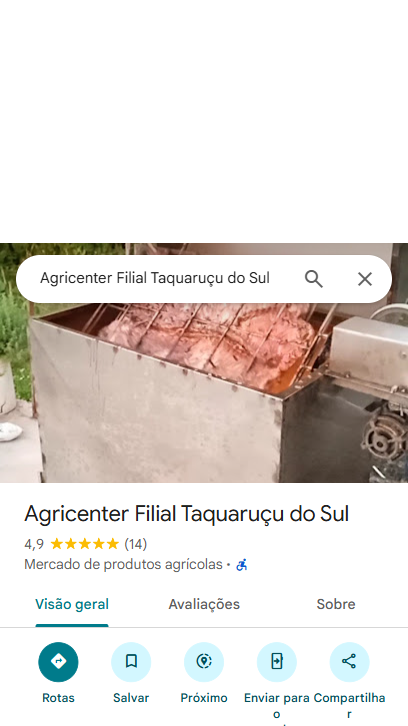 Agricenter Filial Taquaruçu do Sul
Agricenter Filial Taquaruçu do Sul
4,9 (14)
Mercado de produtos agrícolas ·
Visão geral Avaliações Sobre
Rotas Salvar Próximo Enviar para o Compartilhar